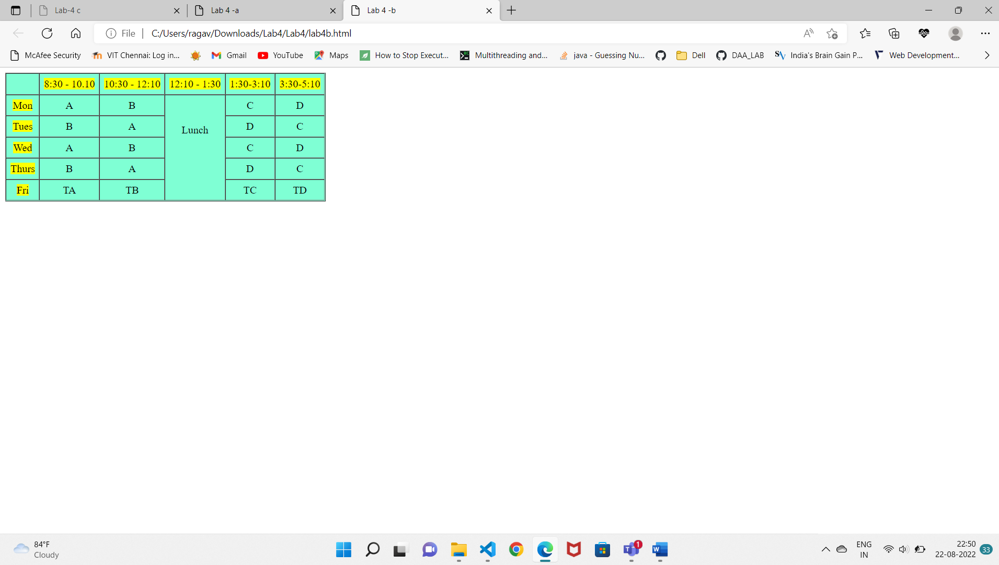 Lab-4 c Lab 4 -a Lab 4 -b
File C:/Users/ragav/Downloads/Lab4/Lab4/lab4b.html
McAfee Security VIT Chennai: Log in... Gmail YouTube Maps How to Stop Execut... Multithreading and... java - Guessing Nu... Dell DAA_LAB India's Brain Gain P... Web Development...
8:30 - 10.10 10:30 - 12:10 12:10 - 1:30 1:30-3:10 3:30-5:10
Mon A B C D
Tues B A Lunch D C
Wed A B C D
Thurs B A D C
Fri TA TB TC TD
84°F
Cloudy
1
ENG
IN
22:50
22-08-2022
33